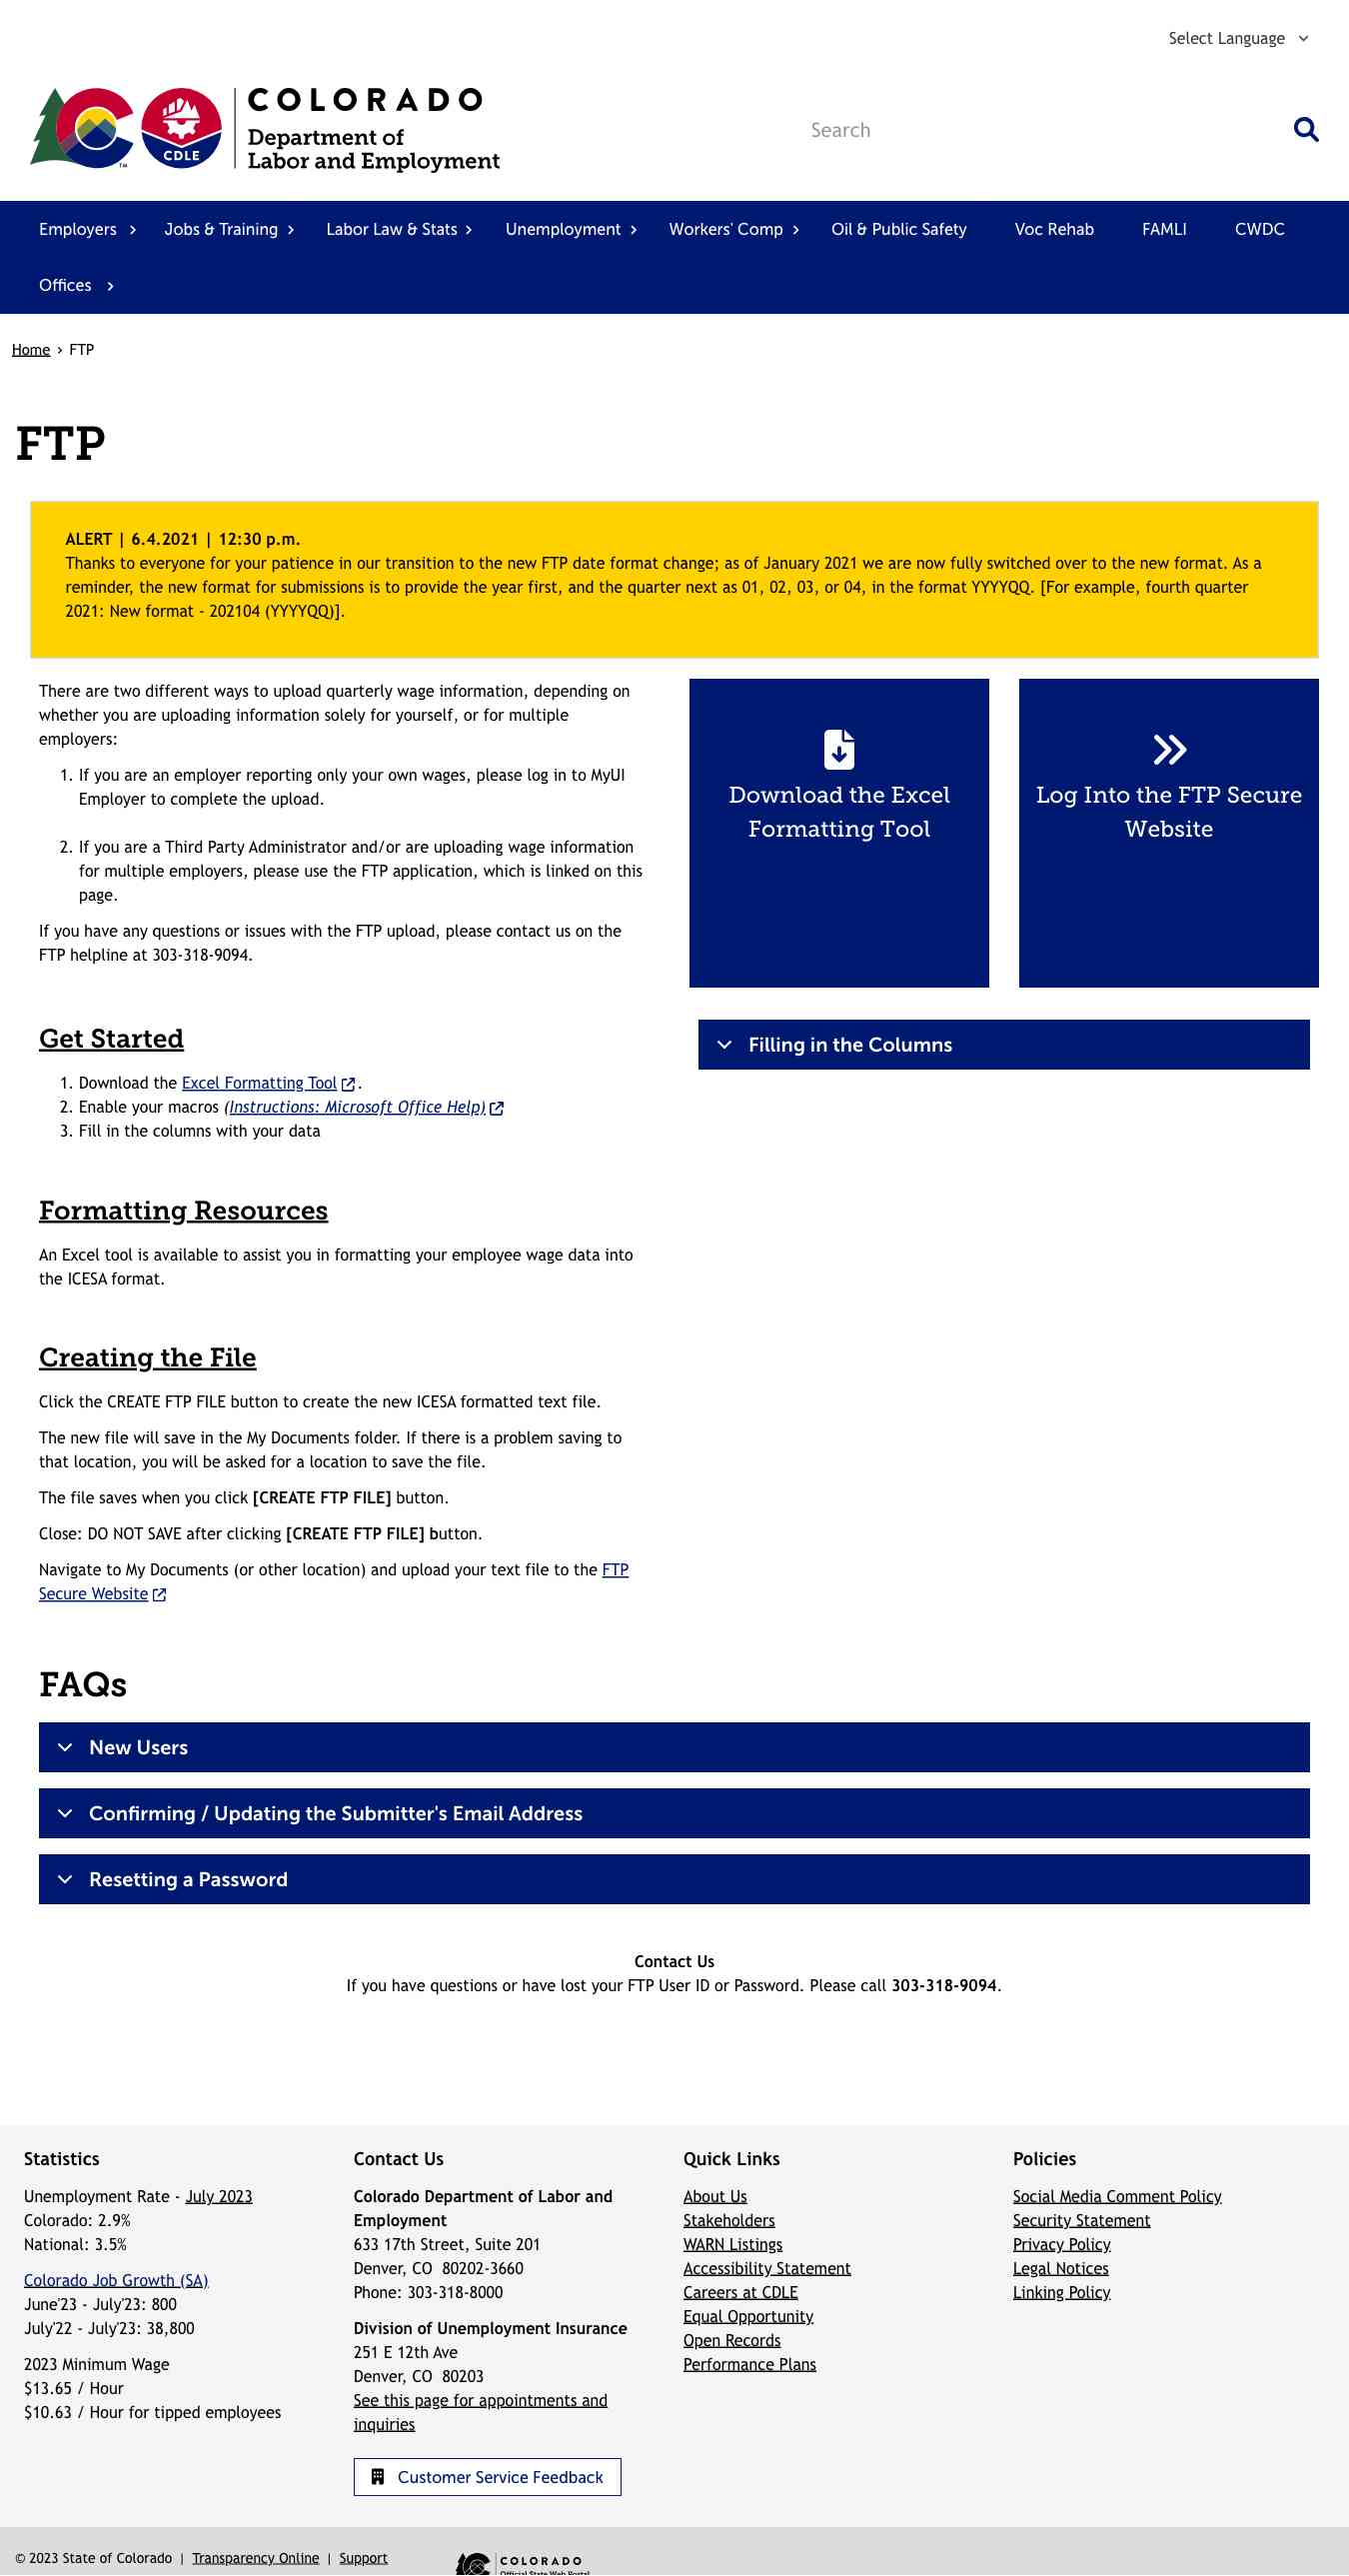 Select Language
COLORADO
Department of
Labor and Employment
CDLE
TM
Search
Employers Jobs & Training Labor Law & Stats Unemployment Workers' Comp Oil & Public Safety Voc Rehab FAMLI CWDC
Offices
Home › FTP
FTP
ALERT | 6.4.2021 | 12:30 p.m.
Thanks to everyone for your patience in our transition to the new FTP date format change; as of January 2021 we are now fully switched over to the new format. As a
reminder, the new format for submissions is to provide the year first, and the quarter next as 01, 02, 03, or 04, in the format YYYYQQ. [For example, fourth quarter
2021: New format - 202104 (YYYYQQ)].
There are two different ways to upload quarterly wage information, depending on
whether you are uploading information solely for yourself, or for multiple
employers:
1. If you are an employer reporting only your own wages, please log in to MyUI
Employer to complete the upload.
2. If you are a Third Party Administrator and/or are uploading wage information
for multiple employers, please use the FTP application, which is linked on this
page.
If you have any questions or issues with the FTP upload, please contact us on the
FTP helpline at 303-318-9094.
Download the Excel
Formatting Tool
Log Into the FTP Secure
Website
Get Started
1. Download the Excel Formatting Tool.
2. Enable your macros (Instructions: Microsoft Office Help)
3. Fill in the columns with your data
Filling in the Columns
Formatting Resources
An Excel tool is available to assist you in formatting your employee wage data into
the ICESA format.
Creating the File
Click the CREATE FTP FILE button to create the new ICESA formatted text file.
The new file will save in the My Documents folder. If there is a problem saving to
that location, you will be asked for a location to save the file.
The file saves when you click [CREATE FTP FILE] button.
Close: DO NOT SAVE after clicking [CREATE FTP FILE] button.
Navigate to My Documents (or other location) and upload your text file to the FTP
Secure Website
FAQs
New Users
Confirming / Updating the Submitter's Email Address
Resetting a Password
Contact Us
If you have questions or have lost your FTP User ID or Password. Please call 303-318-9094.
Statistics
Unemployment Rate - July 2023
Colorado: 2.9%
National: 3.5%
Colorado Job Growth (SA)
June'23 - July'23: 800
July'22 - July'23: 38,800
2023 Minimum Wage
$13.65 / Hour
$10.63 / Hour for tipped employees
Contact Us
Colorado Department of Labor and
Employment
633 17th Street, Suite 201
Denver, CO 80202-3660
Phone: 303-318-8000
Division of Unemployment Insurance
251 E 12th Ave
Denver, CO 80203
See this page for appointments and
inquiries
Customer Service Feedback
Quick Links
About Us
Stakeholders
WARN Listings
Accessibility Statement
Careers at CDLE
Equal Opportunity
Open Records
Performance Plans
Policies
Social Media Comment Policy
Security Statement
Privacy Policy
Legal Notices
Linking Policy
© 2023 State of Colorado | Transparency Online | Support
COLORADO
Official State Web Portal